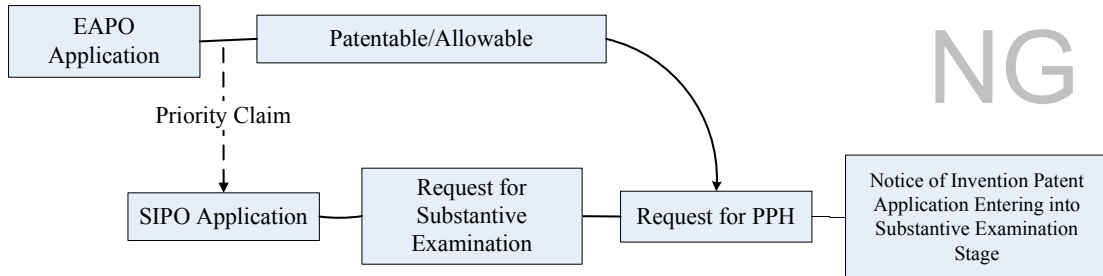 EAPO
Application
Patentable/Allowable
NG
Priority Claim
SIPO Application
Request for
Substantive
Examination
Request for PPH
Notice of Invention Patent
Application Entering into
Substantive Examination
Stage